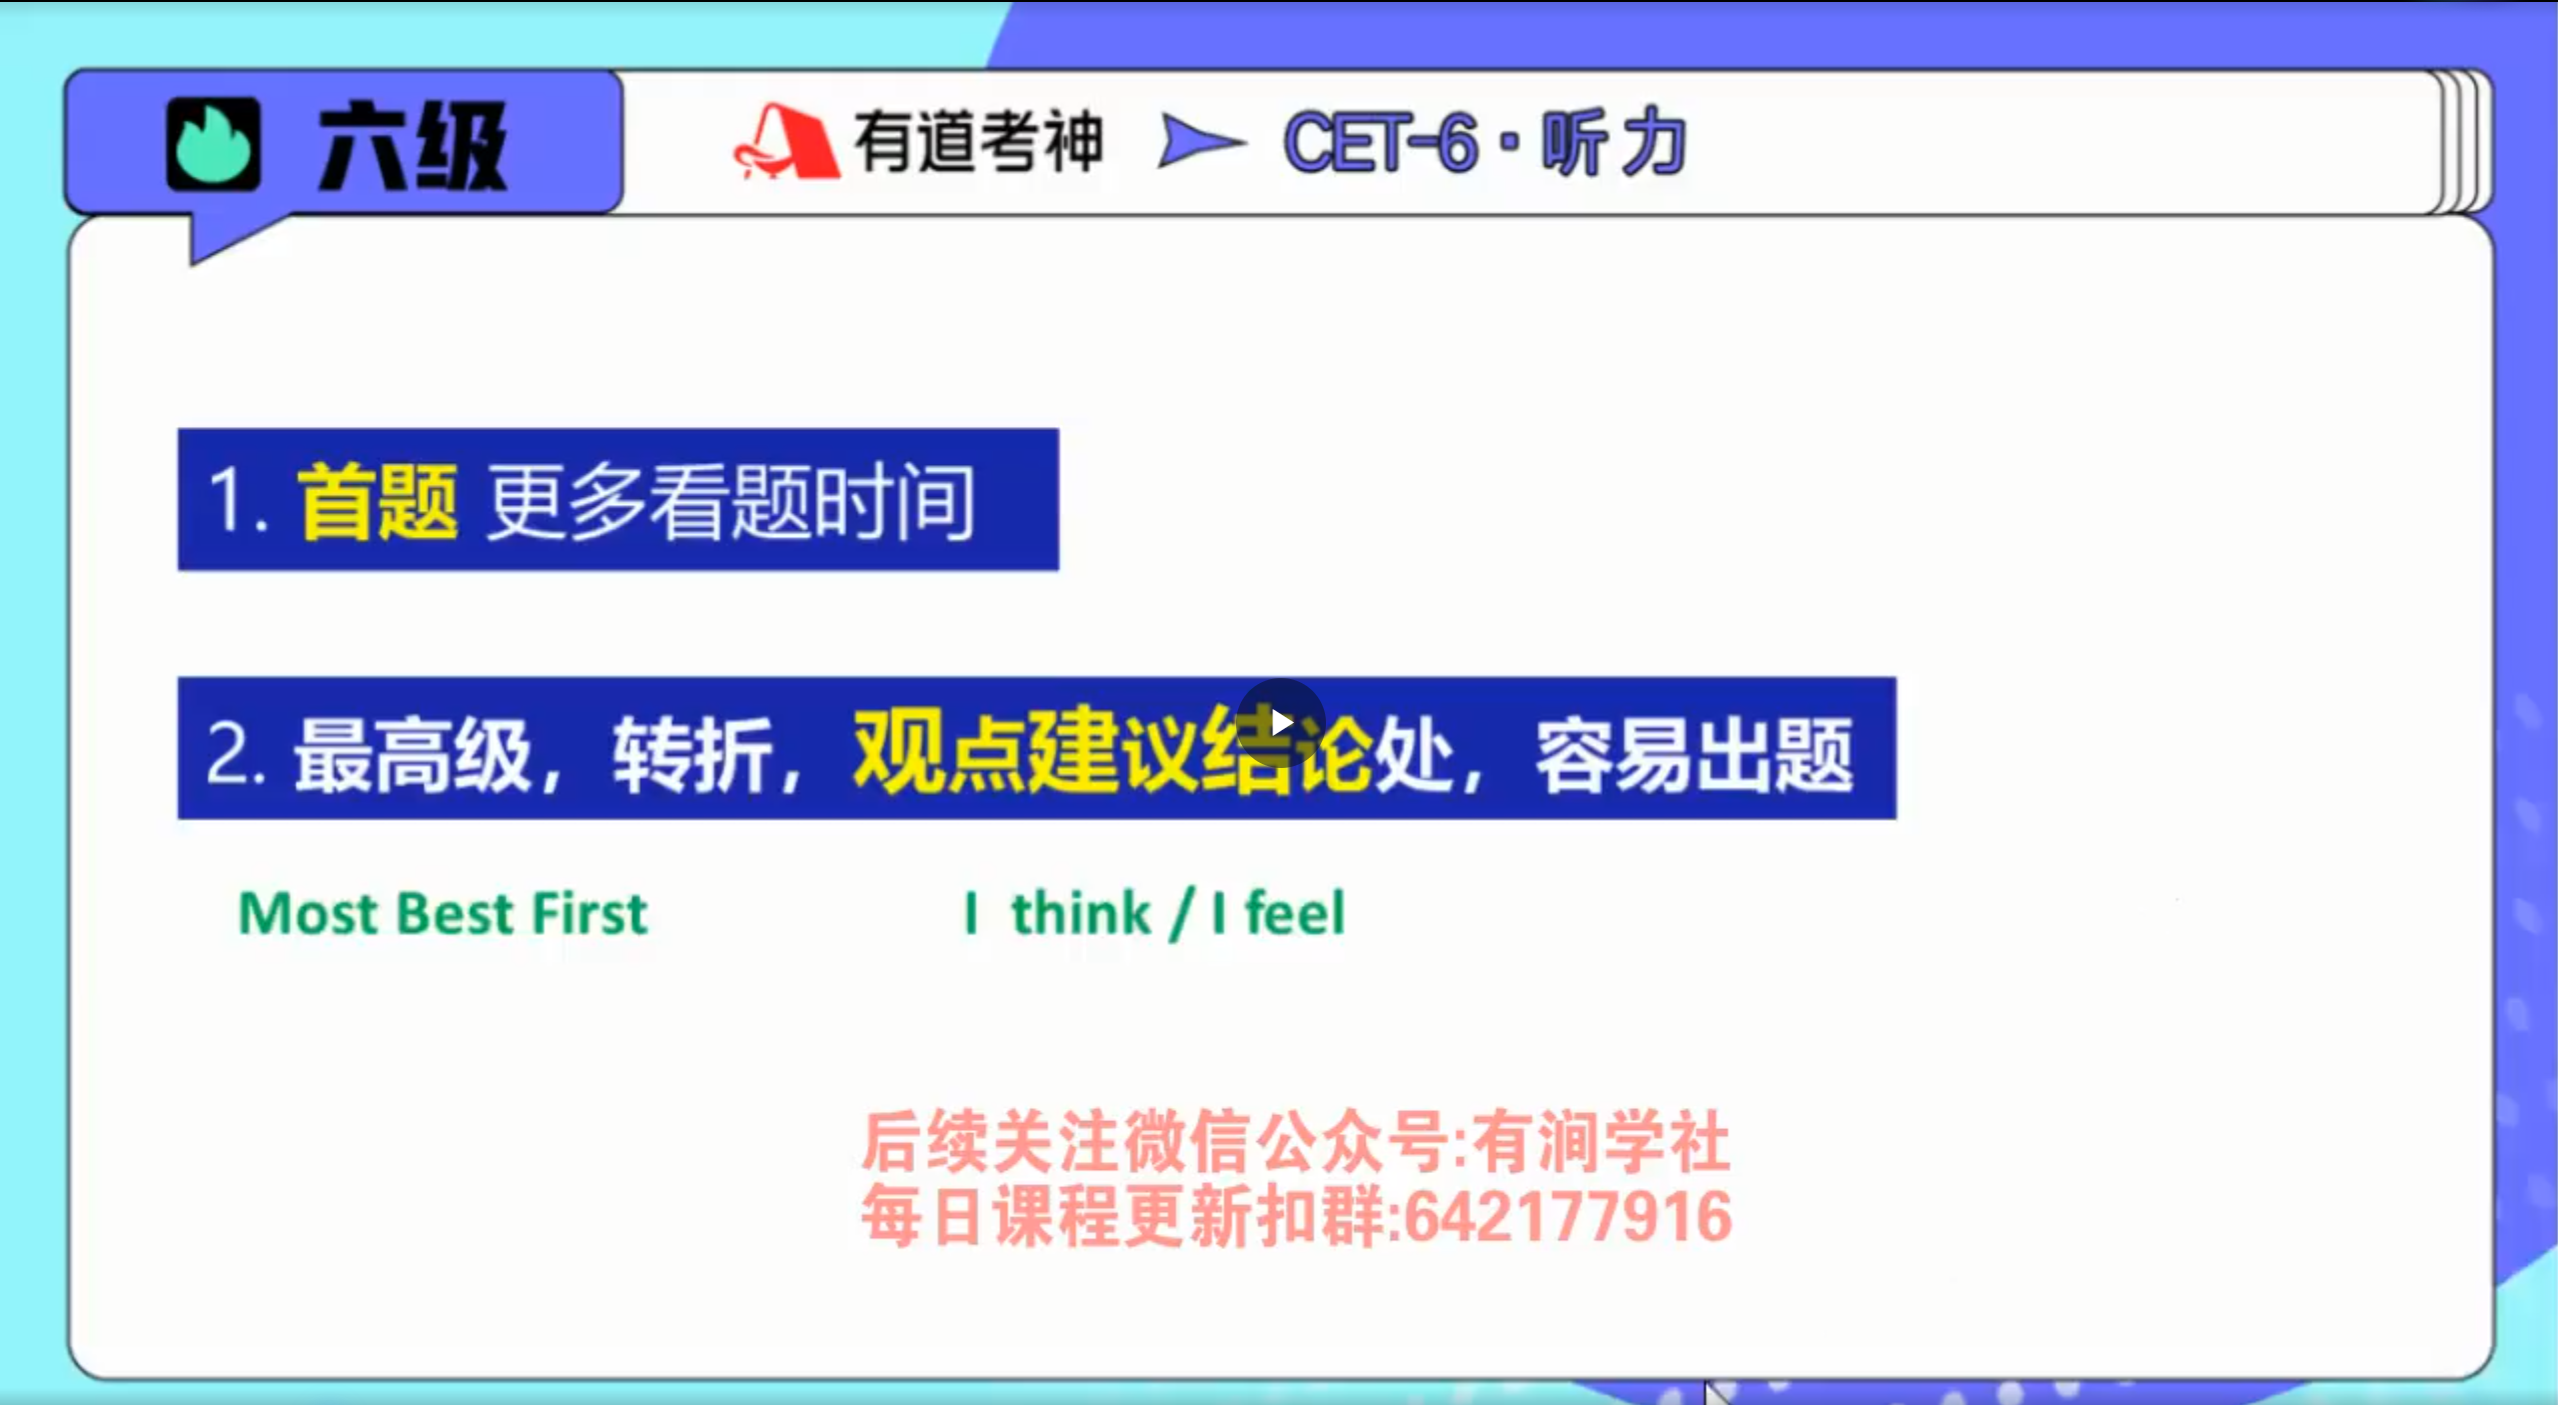 六级
有道考神 CET-6·听力
1. 首题 更多看题时间
2. 最高级，转折，观点建议结论处，容易出题
Most Best First I think / I feel
后续关注微信公众号:有涧学社
每日课程更新扣群:642177916